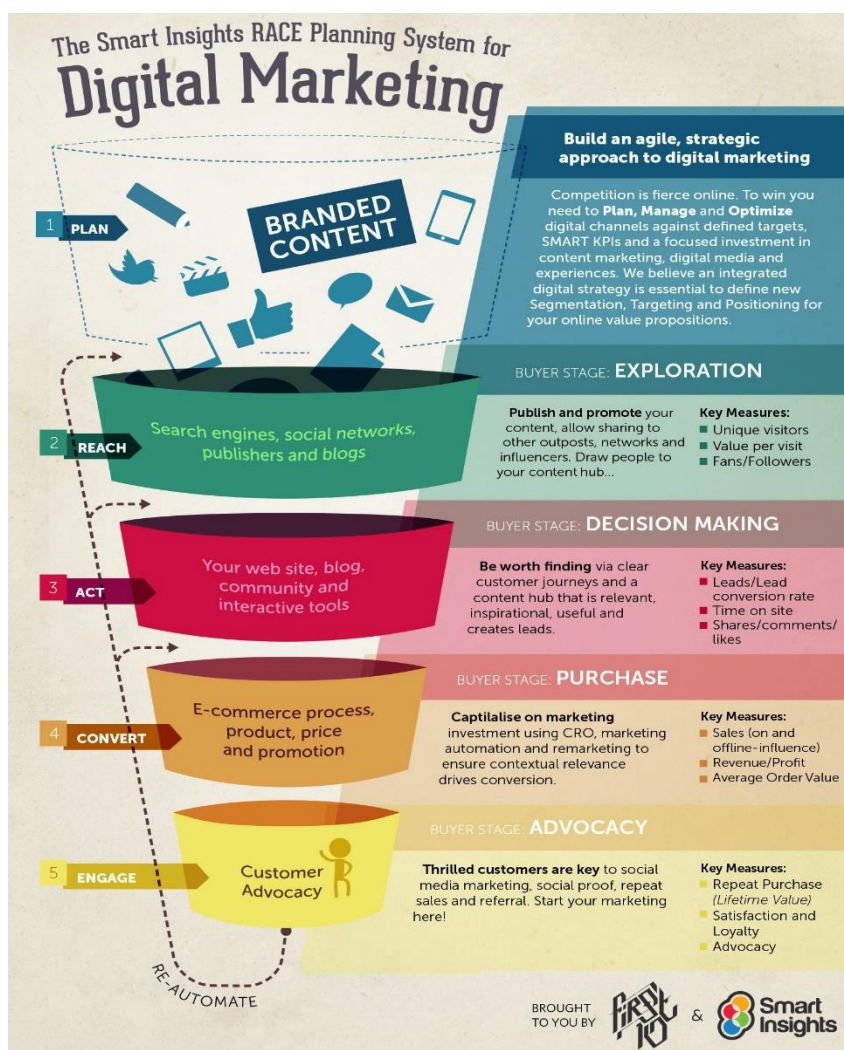 The Smart Insights RACE Planning System for
Digital Marketing
Build an agile, strategic
approach to digital marketing
Competition is fierce online. To win you
need to Plan, Manage and Optimize
digital channels against defined targets,
SMART KPIs and a focused investment in
content marketing, digital media and
experiences. We believe an integrated
digital strategy is essential to define new
Segmentation, Targeting and Positioning for
your online value propositions.
1 PLAN
BRANDED
CONTENT
BUYER STAGE: EXPLORATION
2 REACH
Search engines, social networks,
publishers and blogs
Publish and promote your
content, allow sharing to
other outposts, networks and
influencers. Draw people to
your content hub...
Key Measures:
Unique visitors
Value per visit
Fans/Followers
BUYER STAGE: DECISION MAKING
3 ACT
Your web site, blog,
community and
interactive tools
Be worth finding via clear
customer journeys and a
content hub that is relevant,
inspirational, useful and
creates leads.
Key Measures:
Leads/Lead
conversion rate
Time on site
Shares/comments/
likes
BUYER STAGE: PURCHASE
4 CONVERT
E-commerce process,
product, price
and promotion
Captilalise on marketing
investment using CRO, marketing
automation and remarketing to
ensure contextual relevance
drives conversion.
Key Measures:
Sales (on and
offline-influence)
Revenue/Profit
Average Order Value
BUYER STAGE: ADVOCACY
5 ENGAGE
Customer
Advocacy
Thrilled customers are key to social
media marketing, social proof, repeat
sales and referral. Start your marketing
here!
Key Measures:
Repeat Purchase
(Lifetime Value)
Satisfaction and
Loyalty
Advocacy
RE-AUTOMATE
BROUGHT
TO YOU BY
FIRST
10
&
Smart
Insights